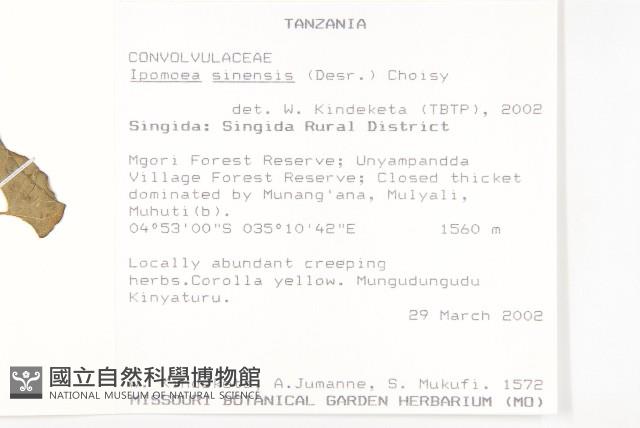 TANZANIA
CONVOLVULACEAE
Ipomoea sinensis (Desr.) Choisy
det. W. Kindeketa (TBTP), 2002
Singida: Singida Rural District
Mgori Forest Reserve; Unyampandda
Village Forest Reserve; Closed thicket
dominated by Munang'ana, Mulyali,
Muhuti(b).
04°53'00"S 035°10'42"E 1560 m
Locally abundant creeping
herbs.Corolla yellow. Mungudungudu
Kinyaturu.
29 March 2002
國立自然科學博物館
NATIONAL MUSEUM OF NATURAL SCIENCE
A.Jumanne, S. Mukufi. 1572
MISSOURI BOTANICAL GARDEN HERBARIUM (MO)